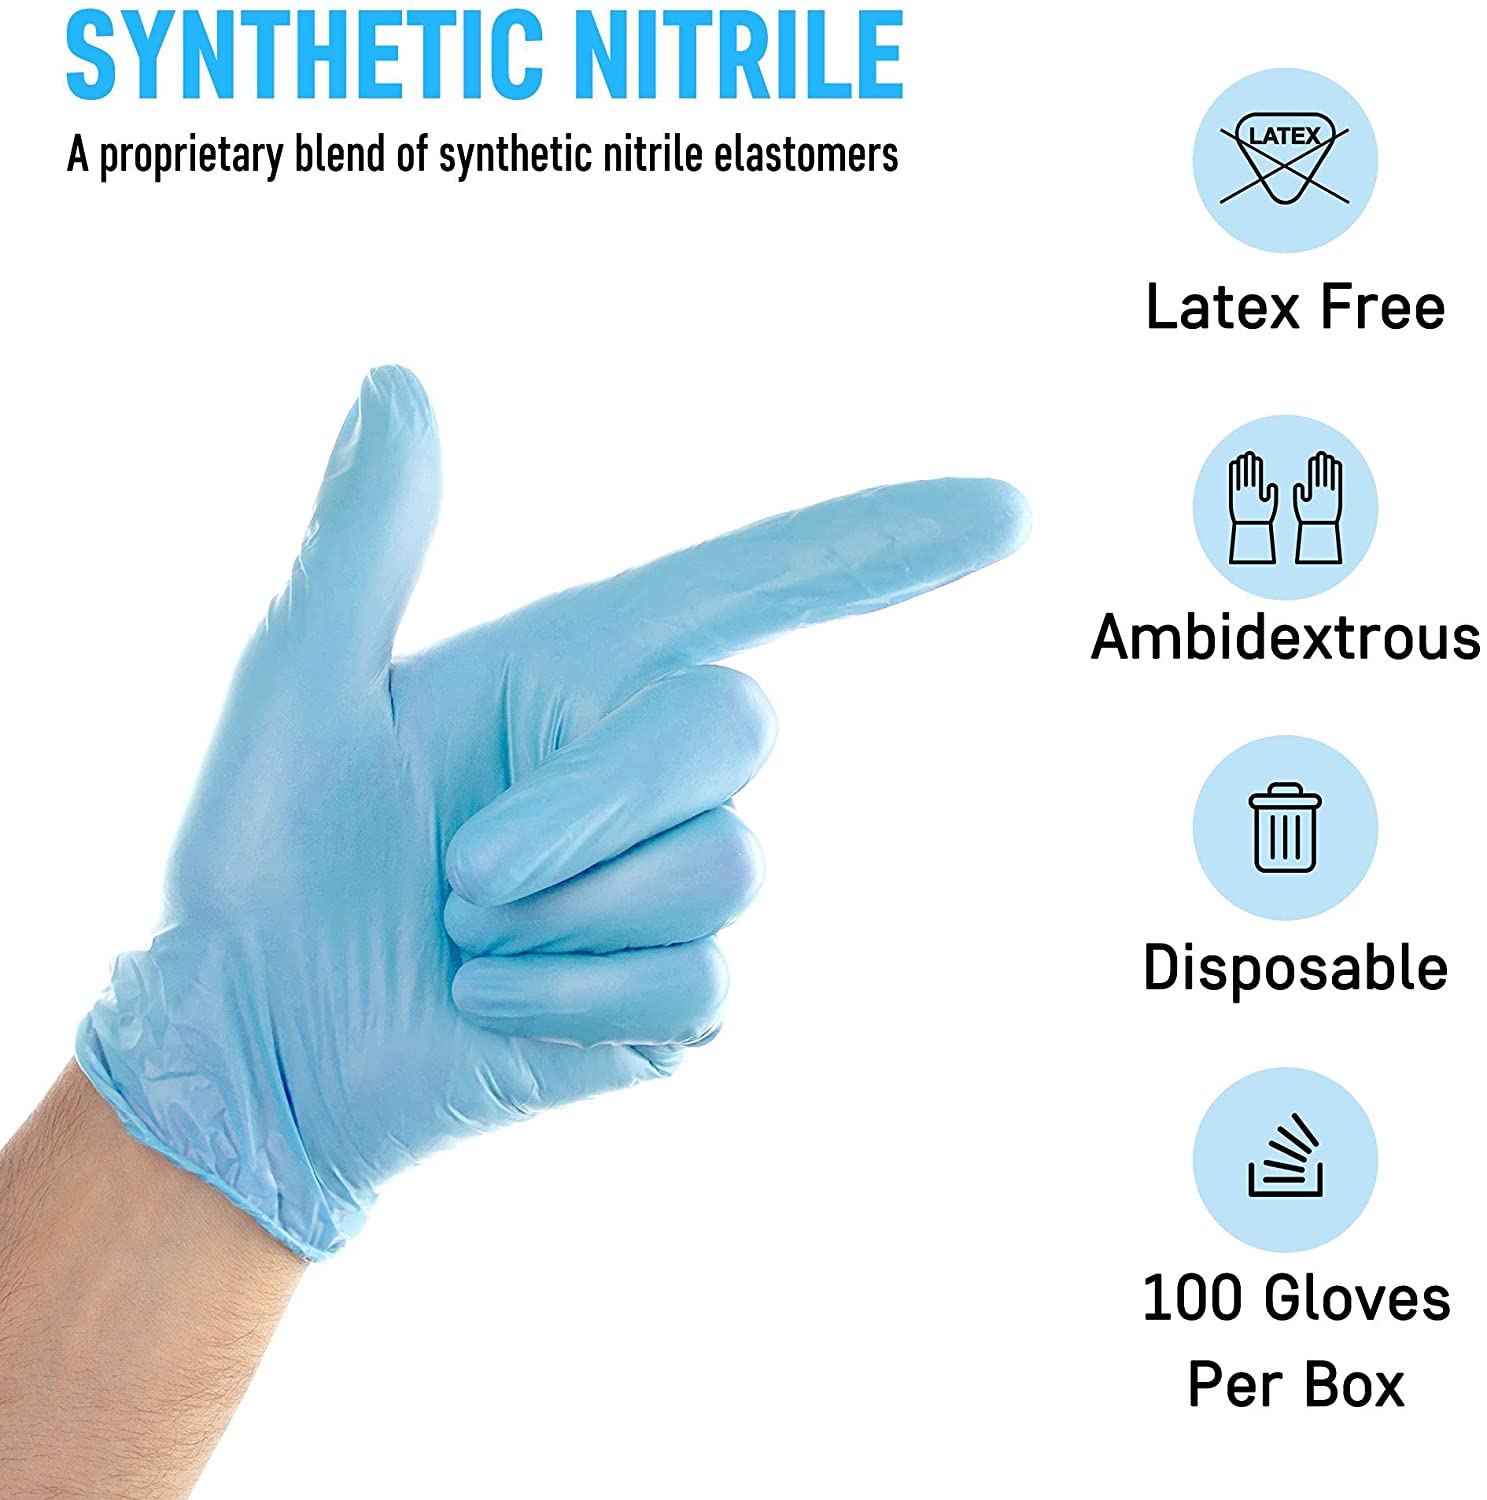 SYNTHETIC NITRILE
A proprietary blend of synthetic nitrile elastomers
LATEX
Latex Free
Ambidextrous
Disposable
100 Gloves
Per Box